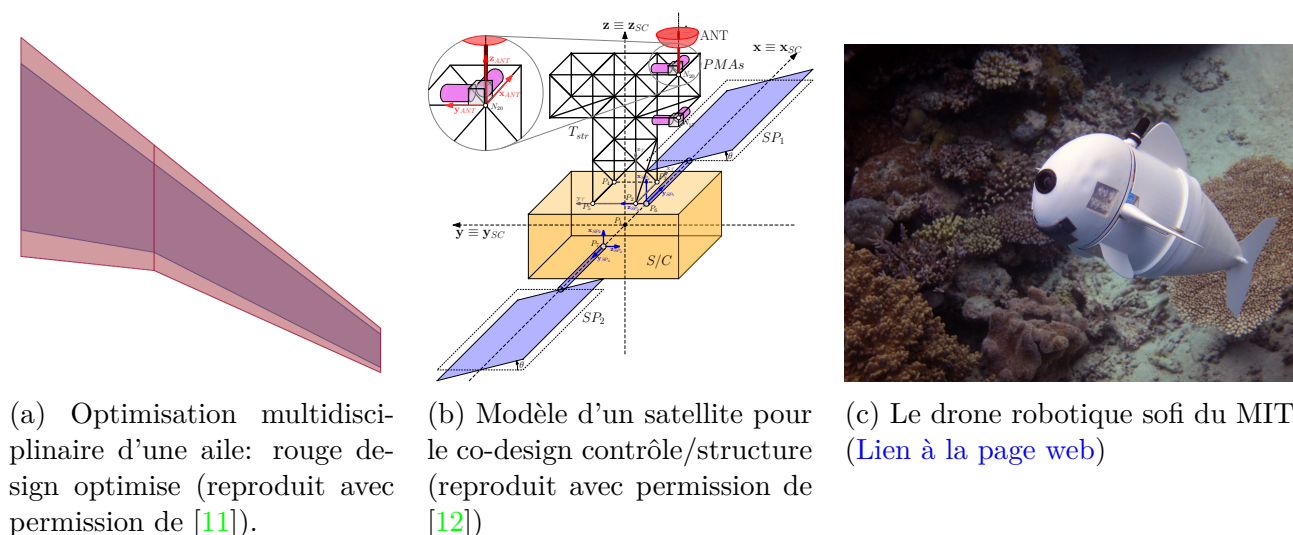 z ≡ z_SC
ANT
x ≡ x_SC
PMAs
z_ANT
x_ANT
y_ANT
N_20
N_20
T_str
SP_1
θ
y ≡ y_SC
S/C
SP_2
θ
(a) Optimisation multidisci-
plinaire d'une aile: rouge de-
sign optimise (reproduit avec
permission de [11]).
(b) Modèle d'un satellite pour
le co-design contrôle/structure
(reproduit avec permission de
[12])
(c) Le drone robotique sofi du MIT
(Lien à la page web)